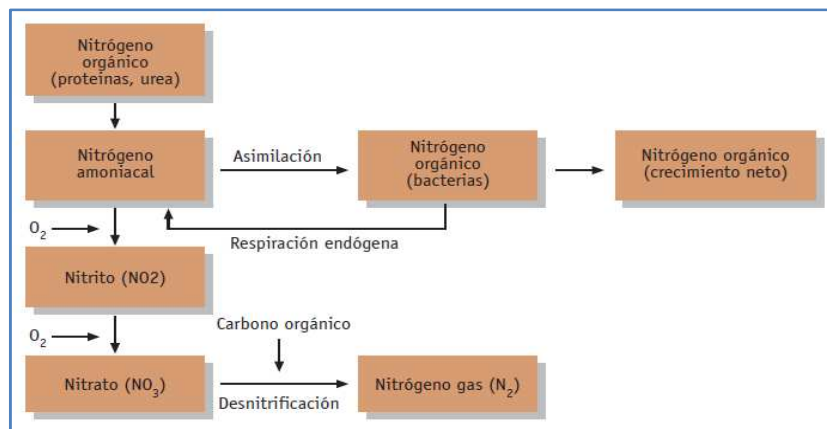 Nitrógeno
orgánico
(proteínas, urea)
Nitrógeno
amoniacal
Asimilación
Nitrógeno
orgánico
(bacterias)
Nitrógeno orgánico
(crecimiento neto)
O₂
Respiración endógena
Nitrito (NO2)
O₂
Carbono orgánico
Nitrato (NO₃)
Desnitrificación
Nitrógeno gas (N₂)